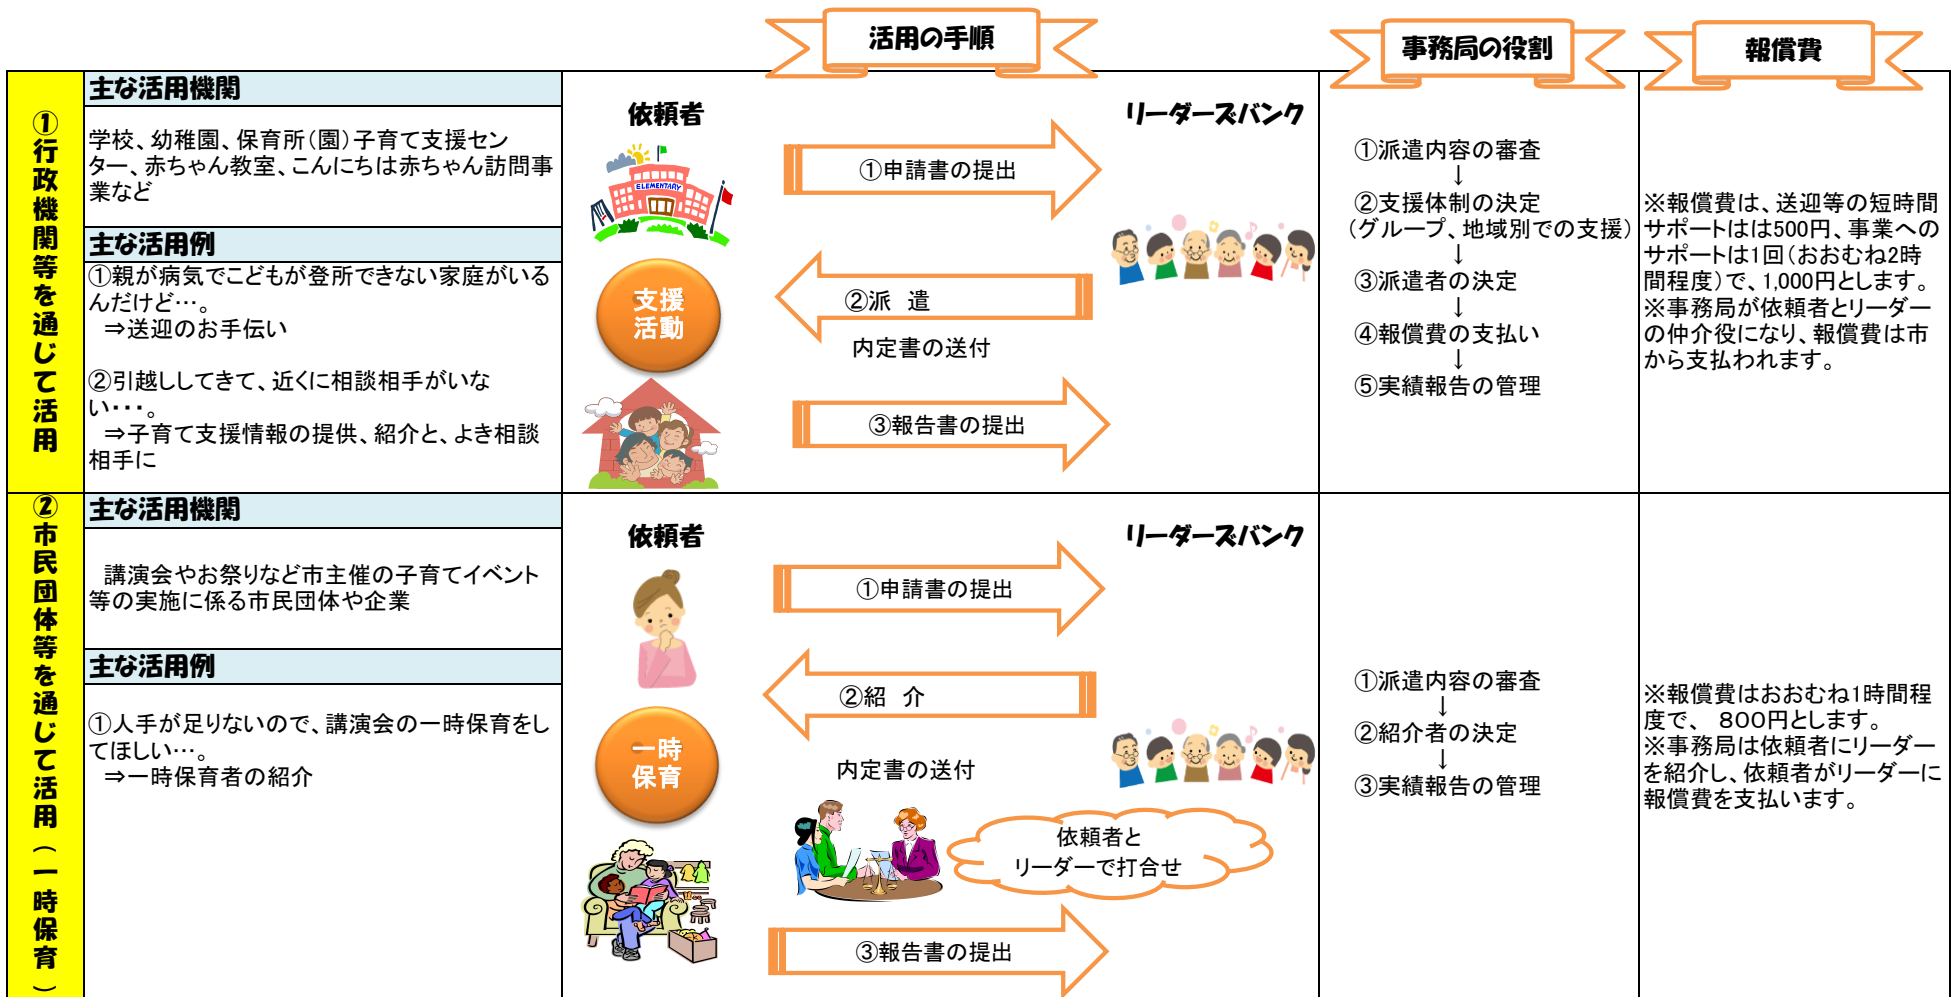 活用の手順
事務局の役割
報償費
①行政機関等を通じて活用
主な活用機関
学校、幼稚園、保育所（園）子育て支援セン
ター、赤ちゃん教室、こんにちは赤ちゃん訪問事
業など
主な活用例
①親が病気でこどもが登所できない家庭がいる
んだけど…。
⇒送迎のお手伝い
②引越ししてきて、近くに相談相手がいな
い・・・。
⇒子育て支援情報の提供、紹介と、よき相談
相手に
依頼者
リーダーズバンク
ELEMENTARY
①申請書の提出
支援
活動
②派　遣
内定書の送付
③報告書の提出
①派遣内容の審査
↓
②支援体制の決定
（グループ、地域別での支援）
↓
③派遣者の決定
↓
④報償費の支払い
↓
⑤実績報告の管理
※報償費は、送迎等の短時間
サポートはは500円、事業への
サポートは1回（おおむね2時
間程度）で、1,000円とします。
※事務局が依頼者とリーダー
の仲介役になり、報償費は市
から支払われます。
②市民団体等を通じて活用（一時保育）
主な活用機関
講演会やお祭りなど市主催の子育てイベント
等の実施に係る市民団体や企業
主な活用例
①人手が足りないので、講演会の一時保育をし
てほしい…。
⇒一時保育者の紹介
依頼者
リーダーズバンク
①申請書の提出
②紹　介
一時
保育
内定書の送付
依頼者と
リーダーで打合せ
③報告書の提出
①派遣内容の審査
↓
②紹介者の決定
↓
③実績報告の管理
※報償費はおおむね1時間程
度で、　８００円とします。
※事務局は依頼者にリーダー
を紹介し、依頼者がリーダーに
報償費を支払います。